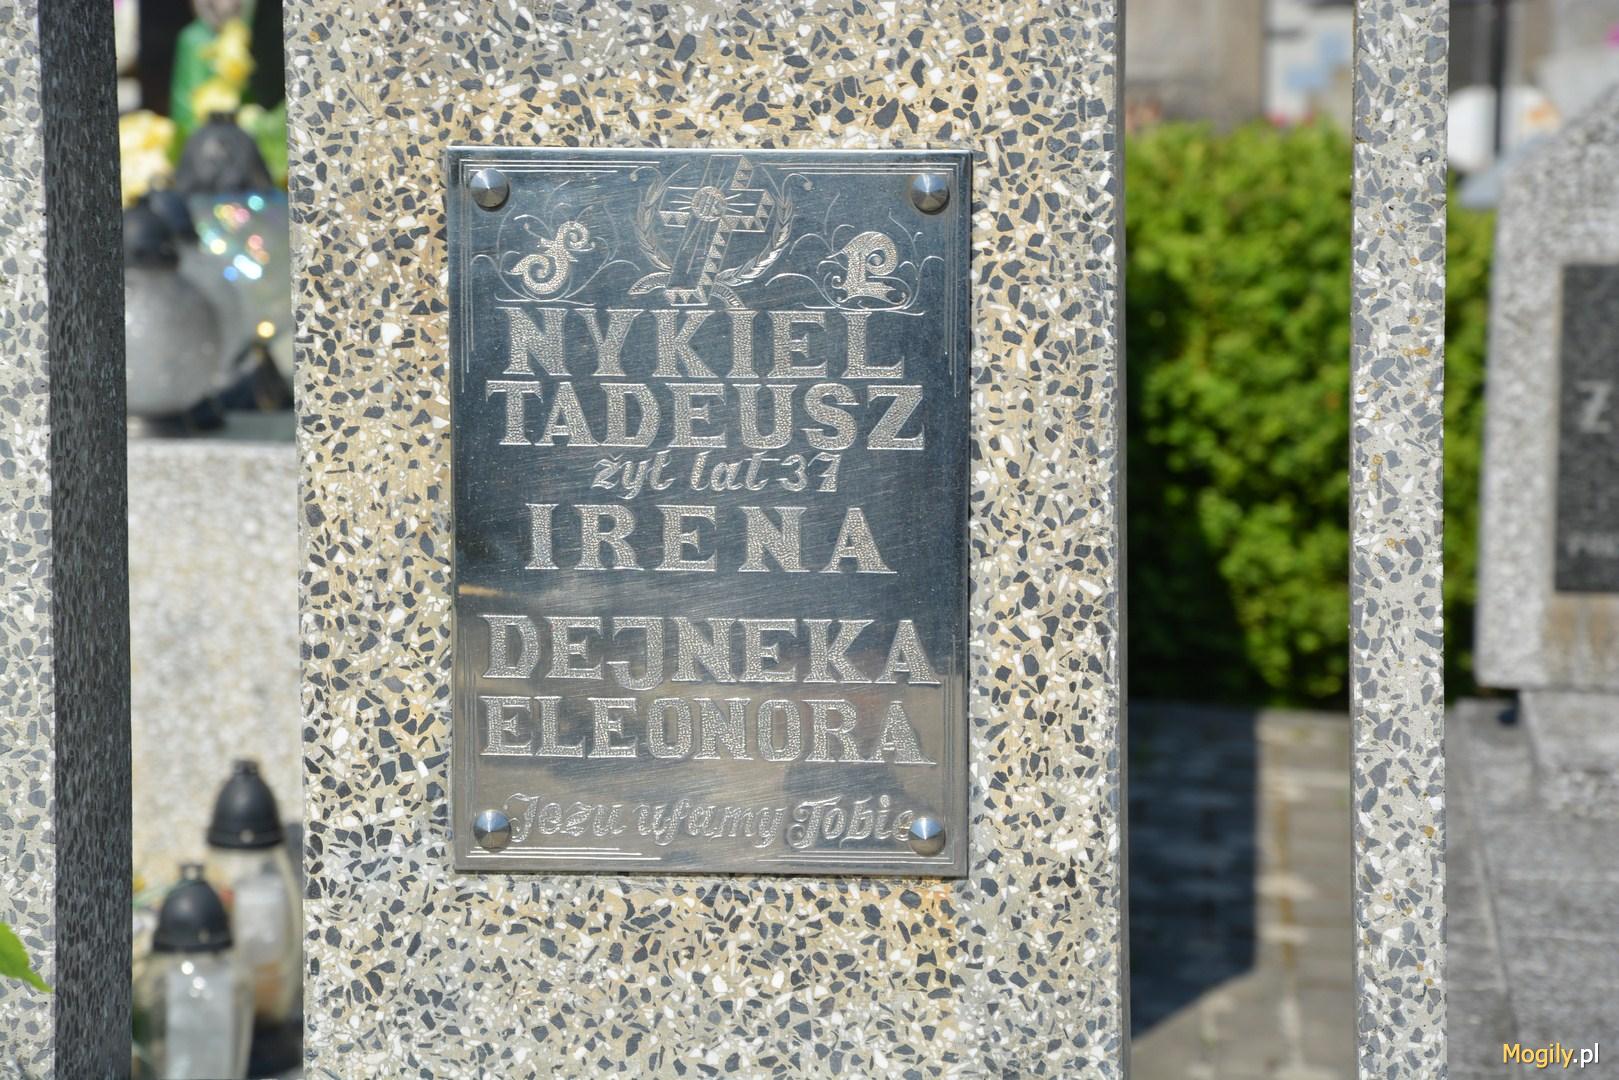 Ś P
NYKIEL
TADEUSZ
żył lat 37
IRENA
DEJNEKA
ELEONORA
Jezu ufamy Tobie
Z
Mogily.pl